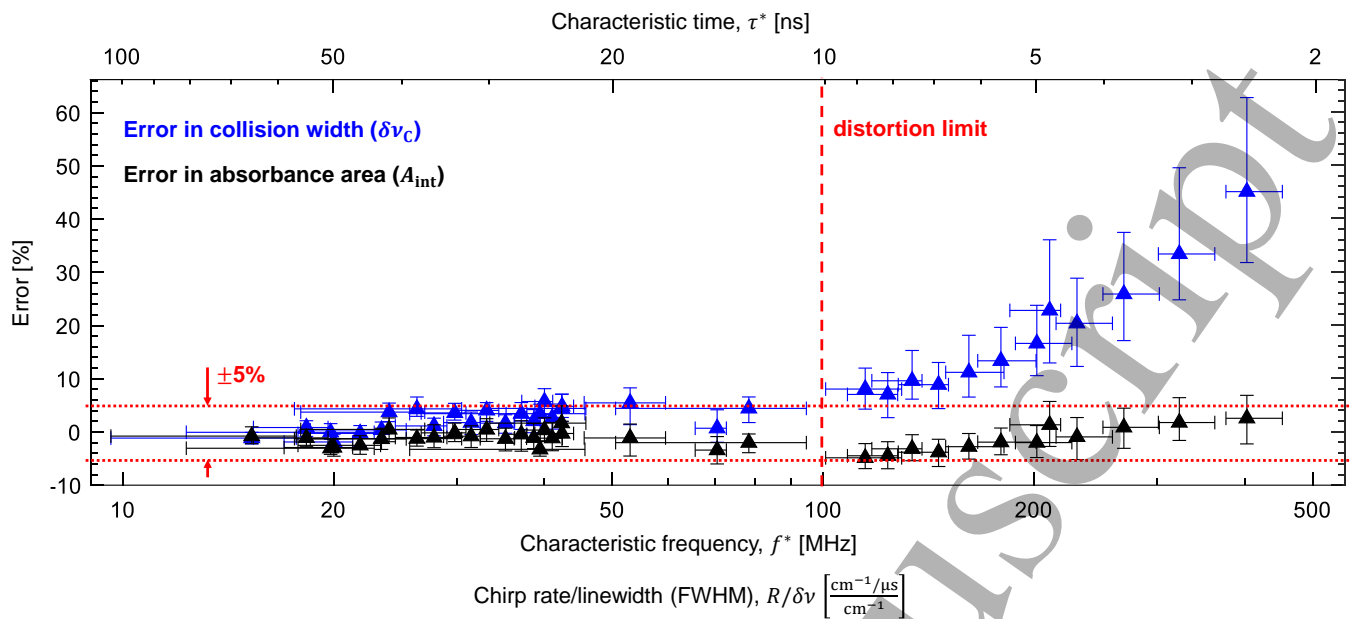 Characteristic time, τ* [ns]
100 50 20 10 5 2
60
50
40
30
20
10
0
-10
Error [%]
Error in collision width (δν_C)
Error in absorbance area (A_int)
distortion limit
±5%
10 20 50 100 200 500
Characteristic frequency, f* [MHz]
Chirp rate/linewidth (FWHM), R/δν [cm⁻¹/μs / cm⁻¹]
uscript